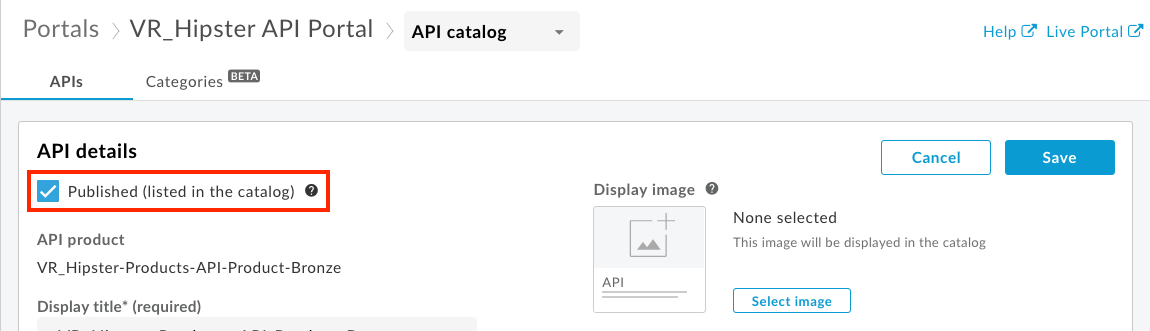 Portals > VR_Hipster API Portal > API catalog
Help Live Portal
APIs Categories BETA
API details
Cancel Save
Published (listed in the catalog) ?
Display image ?
None selected
This image will be displayed in the catalog
API
Select image
API product
VR_Hipster-Products-API-Product-Bronze
Display title* (required)